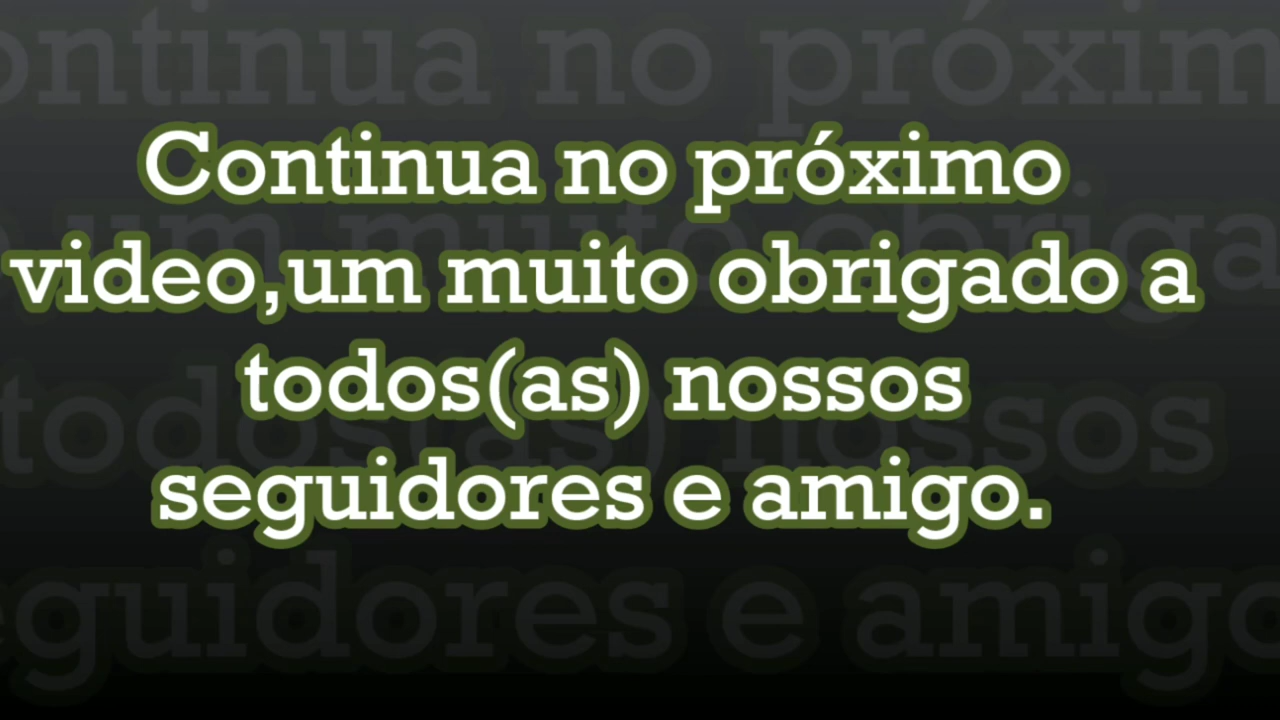 Continua no próximo
video,um muito obrigado a
todos(as) nossos
seguidores e amigo.